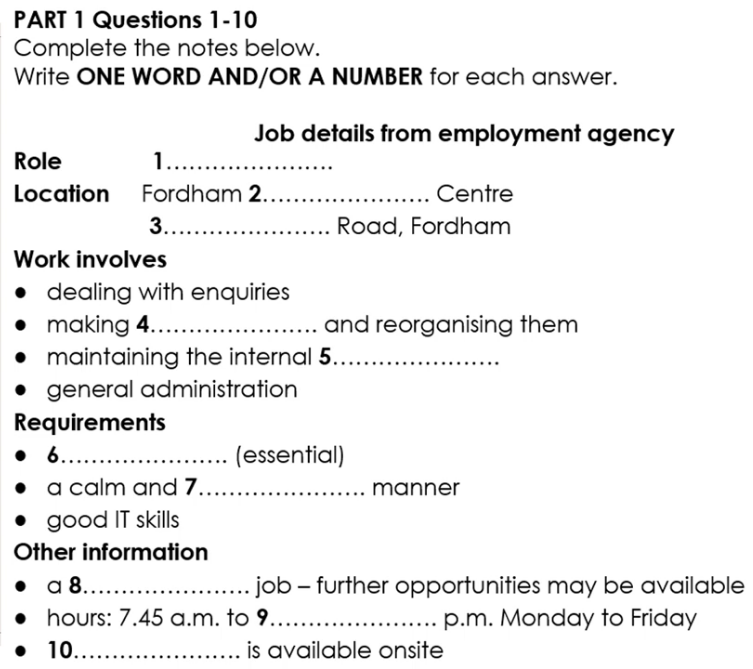 PART 1 Questions 1-10
Complete the notes below.
Write ONE WORD AND/OR A NUMBER for each answer.
Job details from employment agency
Role 1......................
Location Fordham 2...................... Centre
3...................... Road, Fordham
Work involves
● dealing with enquiries
● making 4...................... and reorganising them
● maintaining the internal 5......................
● general administration
Requirements
● 6...................... (essential)
● a calm and 7...................... manner
● good IT skills
Other information
● a 8...................... job – further opportunities may be available
● hours: 7.45 a.m. to 9...................... p.m. Monday to Friday
● 10...................... is available onsite